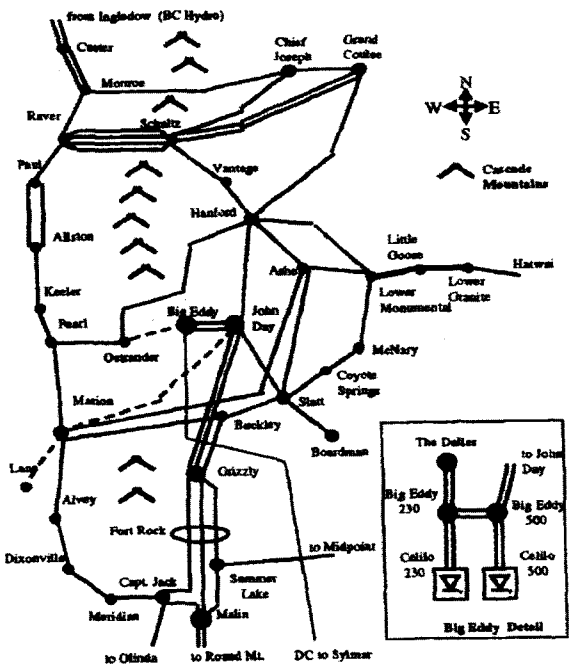 from Ingledow (BC Hydro)
Custer
Chief
Joseph
Grand
Coulee
Monroe
N
W
E
S
Raver
Schultz
Cascade
Mountains
Paul
Vantage
Hanford
Allston
Little
Goose
Hatwai
Ashe
Lower
Granite
Lower
Monumental
Keeler
Pearl
Big Eddy
John
Day
Ostrander
McNary
Coyote
Springs
Marion
Slatt
Buckley
Boardman
Lane
Grizzly
Alvey
Fort Rock
to Midpoint
Dixonville
Capt. Jack
Summer
Lake
Meridian
Malin
to Olinda
to Round Mt.
DC to Sylmar
The Dalles
to John
Day
Big Eddy
230
Big Eddy
500
Celilo
230
Celilo
500
Big Eddy Detail